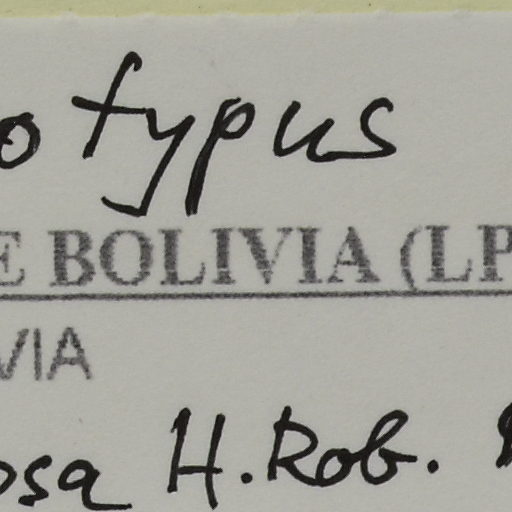 o typus
E BOLIVIA (LP
VIA
osa H.Rob.